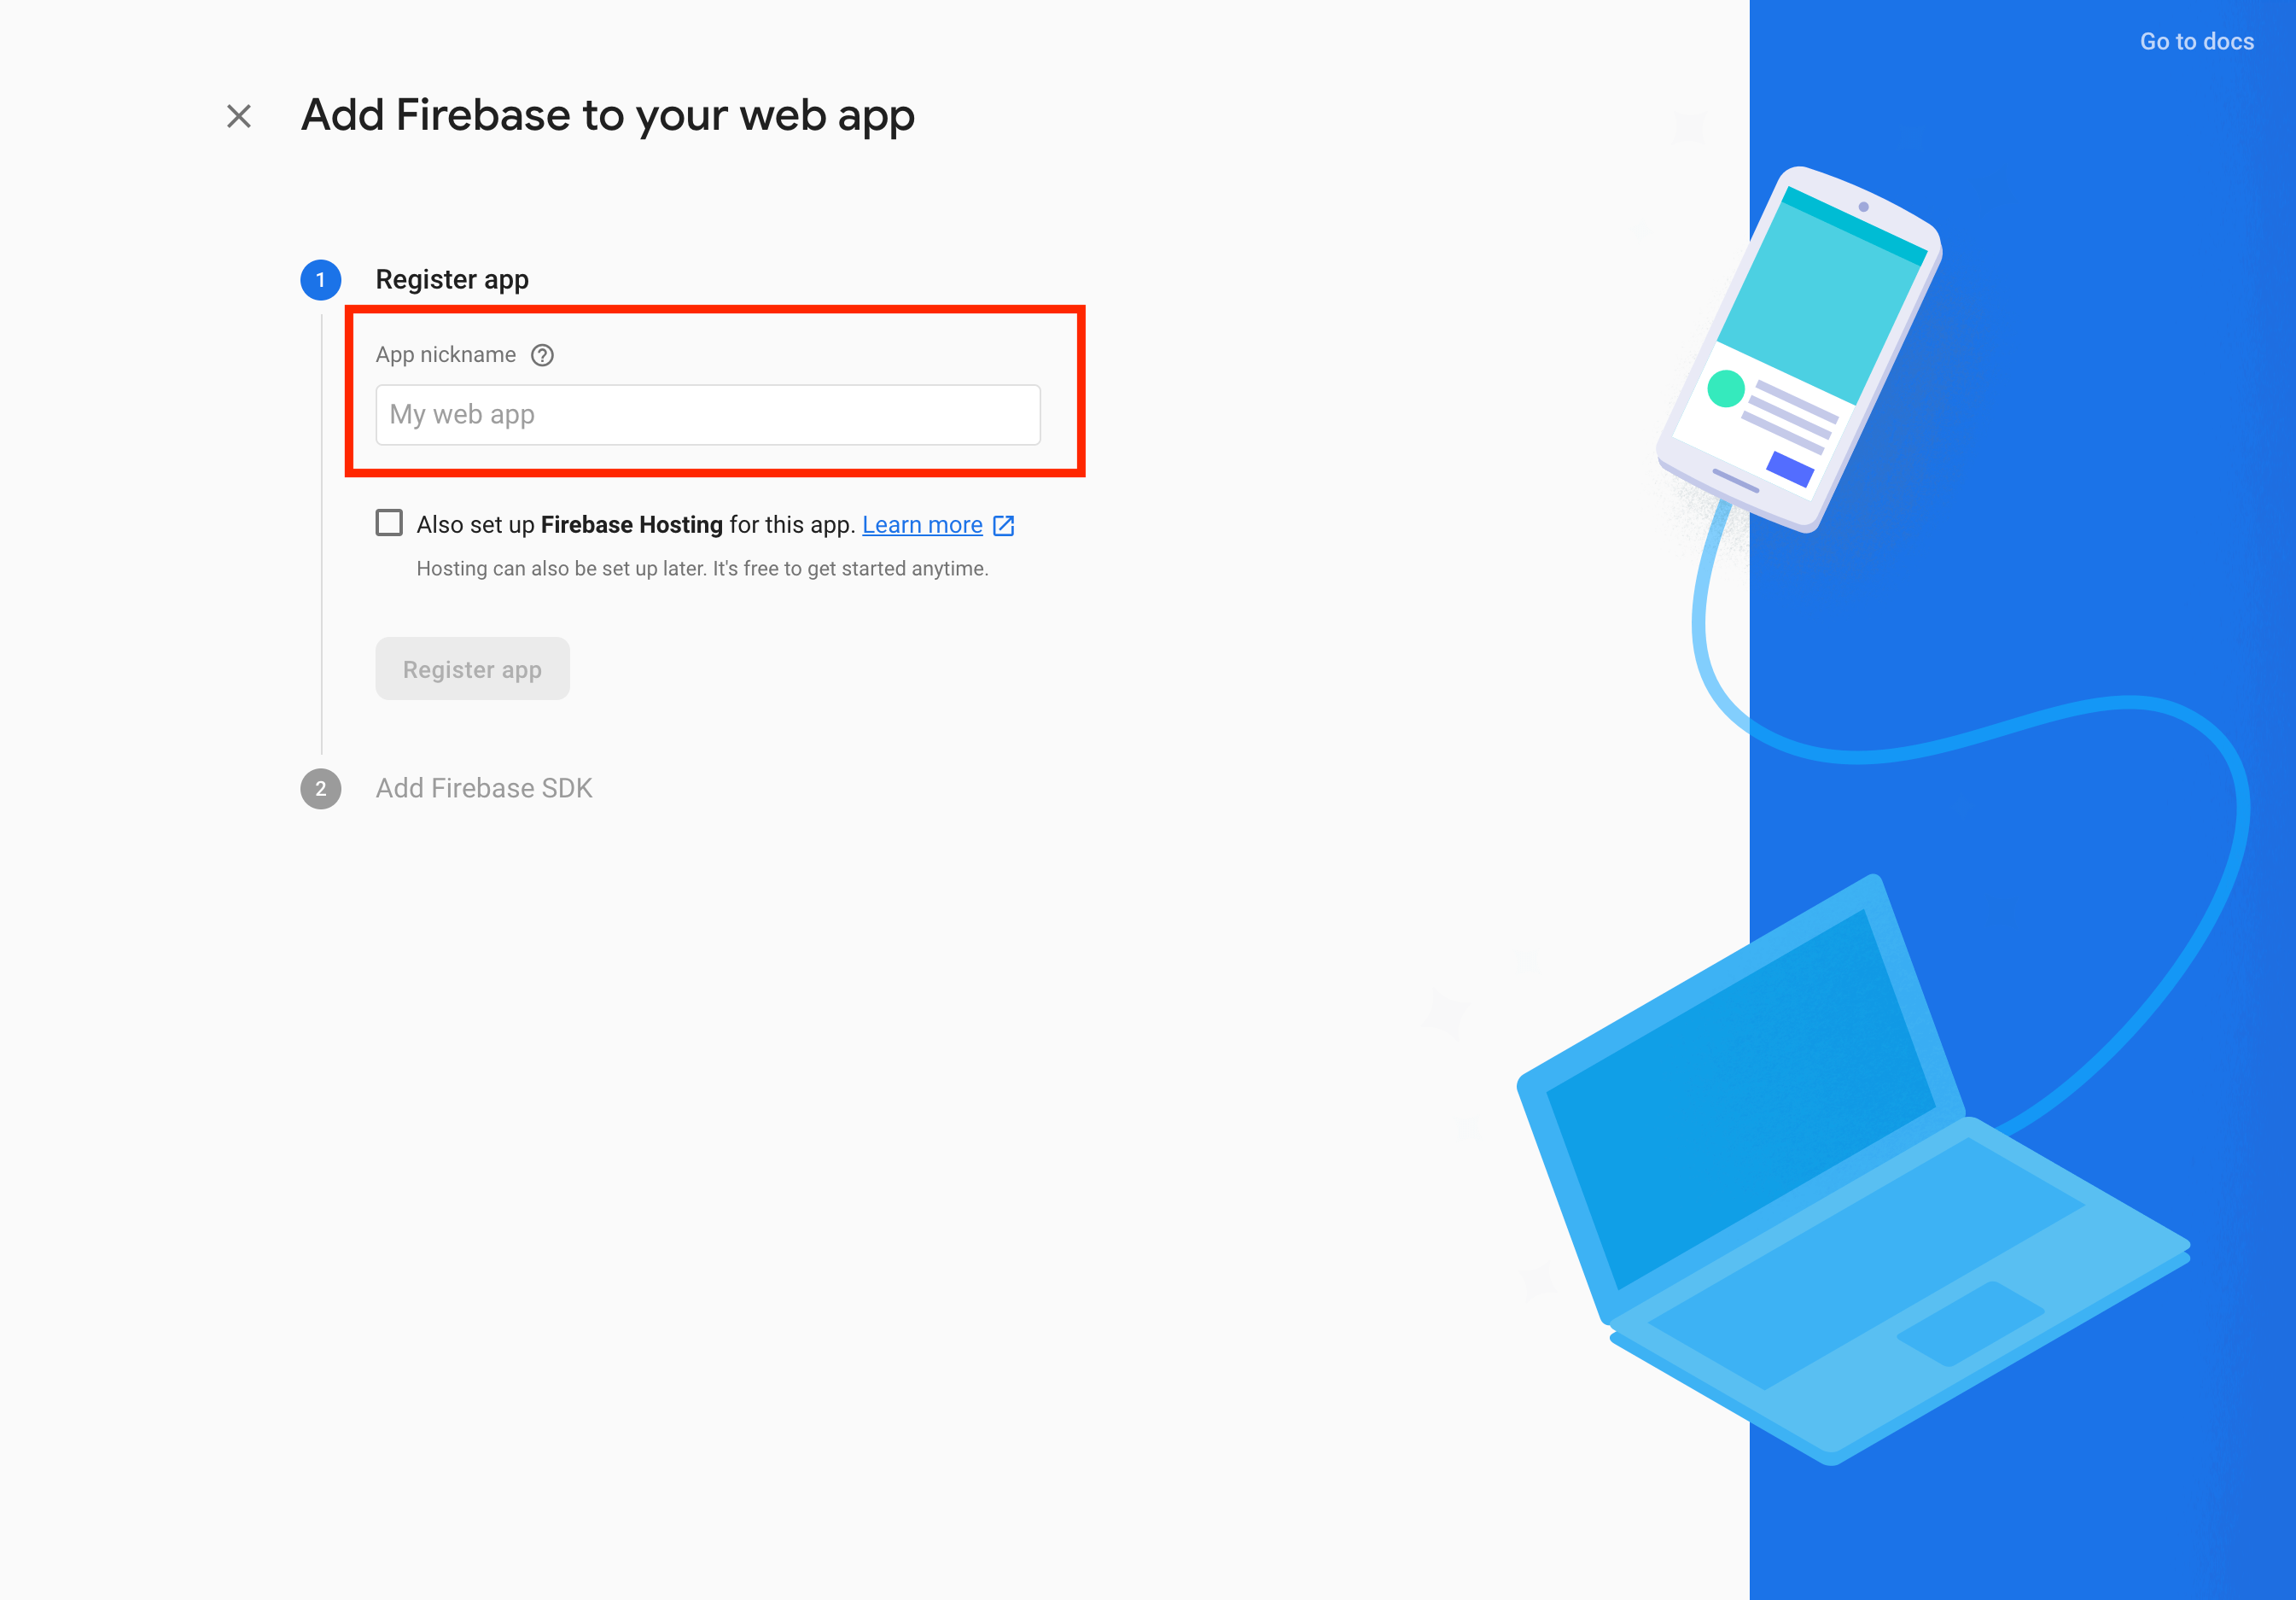 Go to docs
Add Firebase to your web app
1 Register app
App nickname
My web app
Also set up Firebase Hosting for this app. Learn more
Hosting can also be set up later. It's free to get started anytime.
Register app
2 Add Firebase SDK